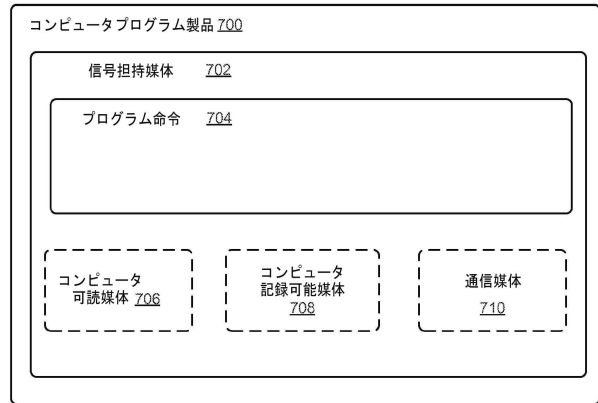 コンピュータプログラム製品 700
信号担持媒体 702
プログラム命令 704
コンピュータ
可読媒体 706
コンピュータ
記録可能媒体
708
通信媒体
710